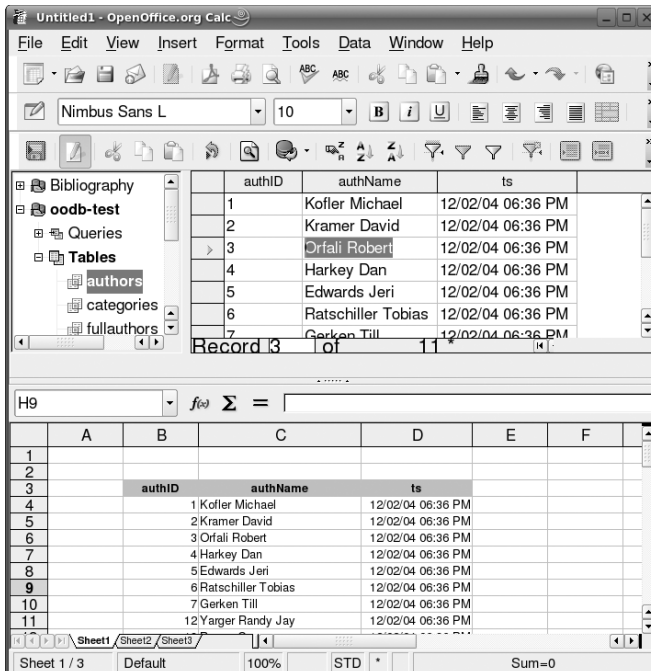 Untitled1 - OpenOffice.org Calc
File Edit View Insert Format Tools Data Window Help
ABC ABC
Nimbus Sans L 10 B i U
authID authName ts
Bibliography
oodb-test
Queries
Tables
authors
categories
fullauthors
1 Kofler Michael 12/02/04 06:36 PM
2 Kramer David 12/02/04 06:36 PM
3 Orfali Robert 12/02/04 06:36 PM
4 Harkey Dan 12/02/04 06:36 PM
5 Edwards Jeri 12/02/04 06:36 PM
6 Ratschiller Tobias 12/02/04 06:36 PM
7 Gerken Till 12/02/04 06:36 PM
Record 3 of 11 *
H9 f(x) Σ =
A B C D E F
1
2
3 authID authName ts
4 1 Kofler Michael 12/02/04 06:36 PM
5 2 Kramer David 12/02/04 06:36 PM
6 3 Orfali Robert 12/02/04 06:36 PM
7 4 Harkey Dan 12/02/04 06:36 PM
8 5 Edwards Jeri 12/02/04 06:36 PM
9 6 Ratschiller Tobias 12/02/04 06:36 PM
10 7 Gerken Till 12/02/04 06:36 PM
11 12 Yarger Randy Jay 12/02/04 06:36 PM
Sheet1 Sheet2 Sheet3
Sheet 1 / 3 Default 100% STD * Sum=0